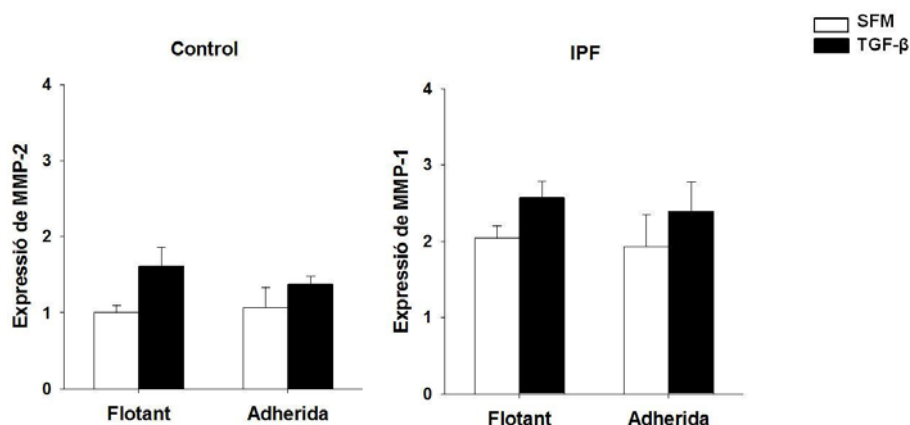 SFM
TGF-β
Control
Expressió de MMP-2
4
3
2
1
0
Flotant Adherida
IPF
Expressió de MMP-1
4
3
2
1
0
Flotant Adherida